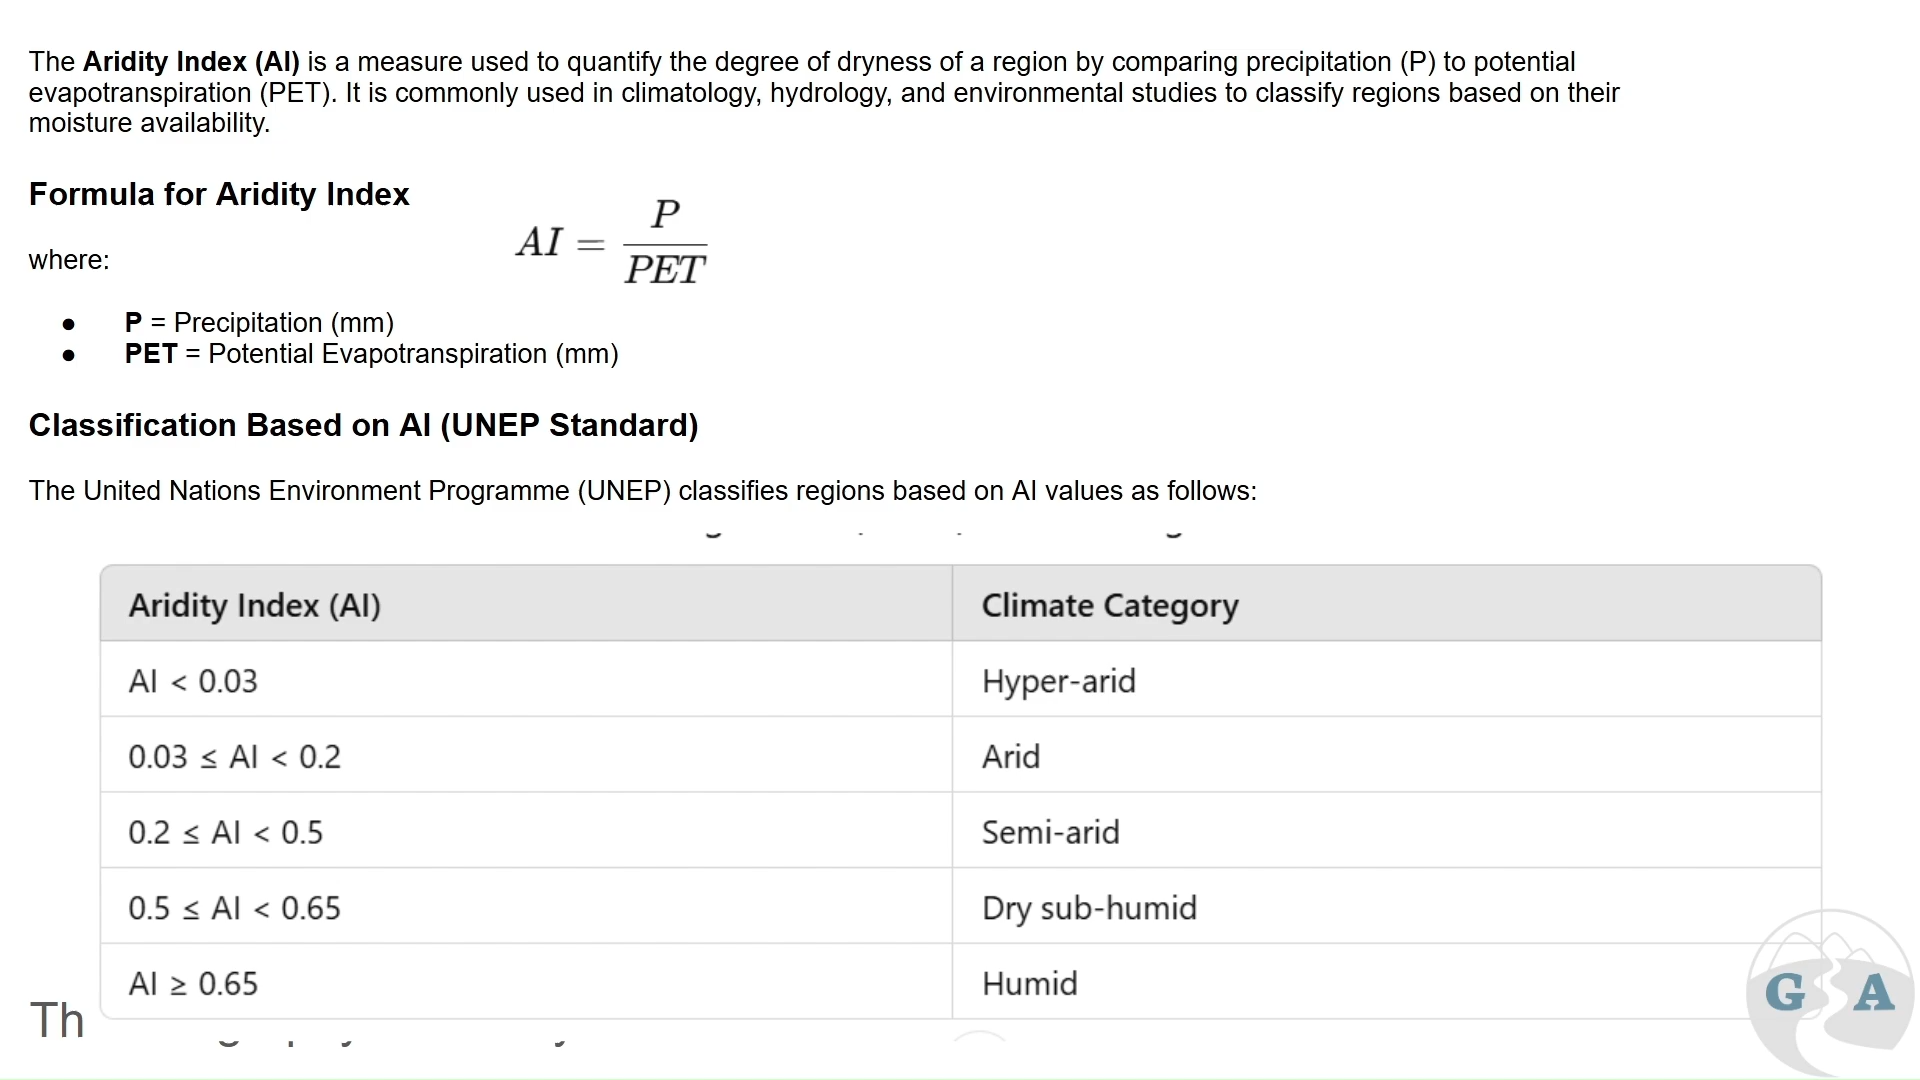 The Aridity Index (AI) is a measure used to quantify the degree of dryness of a region by comparing precipitation (P) to potential
evapotranspiration (PET). It is commonly used in climatology, hydrology, and environmental studies to classify regions based on their
moisture availability.
Formula for Aridity Index
AI = P / PET
where:
● P = Precipitation (mm)
● PET = Potential Evapotranspiration (mm)
Classification Based on AI (UNEP Standard)
The United Nations Environment Programme (UNEP) classifies regions based on AI values as follows:
Aridity Index (AI) Climate Category
AI < 0.03 Hyper-arid
0.03 ≤ AI < 0.2 Arid
0.2 ≤ AI < 0.5 Semi-arid
0.5 ≤ AI < 0.65 Dry sub-humid
AI ≥ 0.65 Humid
Th
G A